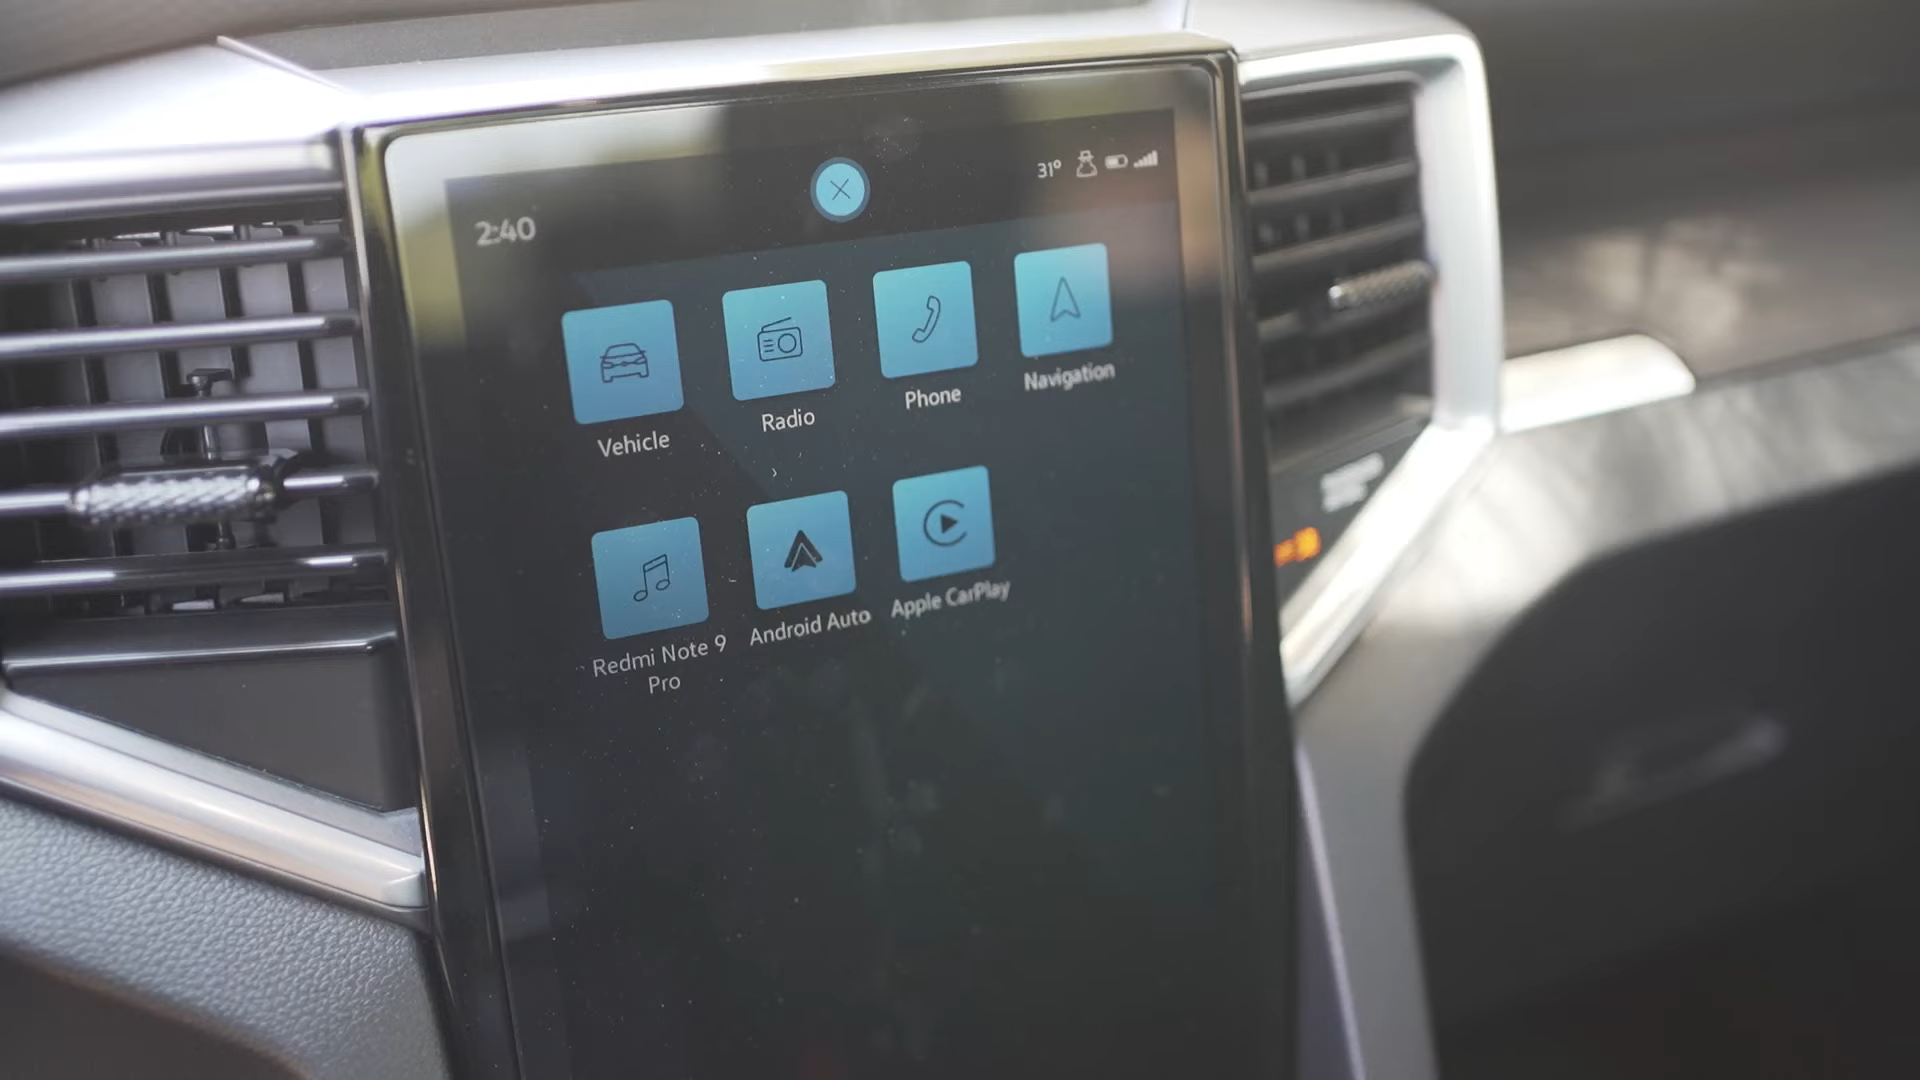 2:40
31°
Vehicle
Radio
Phone
Navigation
Redmi Note 9
Pro
Android Auto
Apple CarPlay